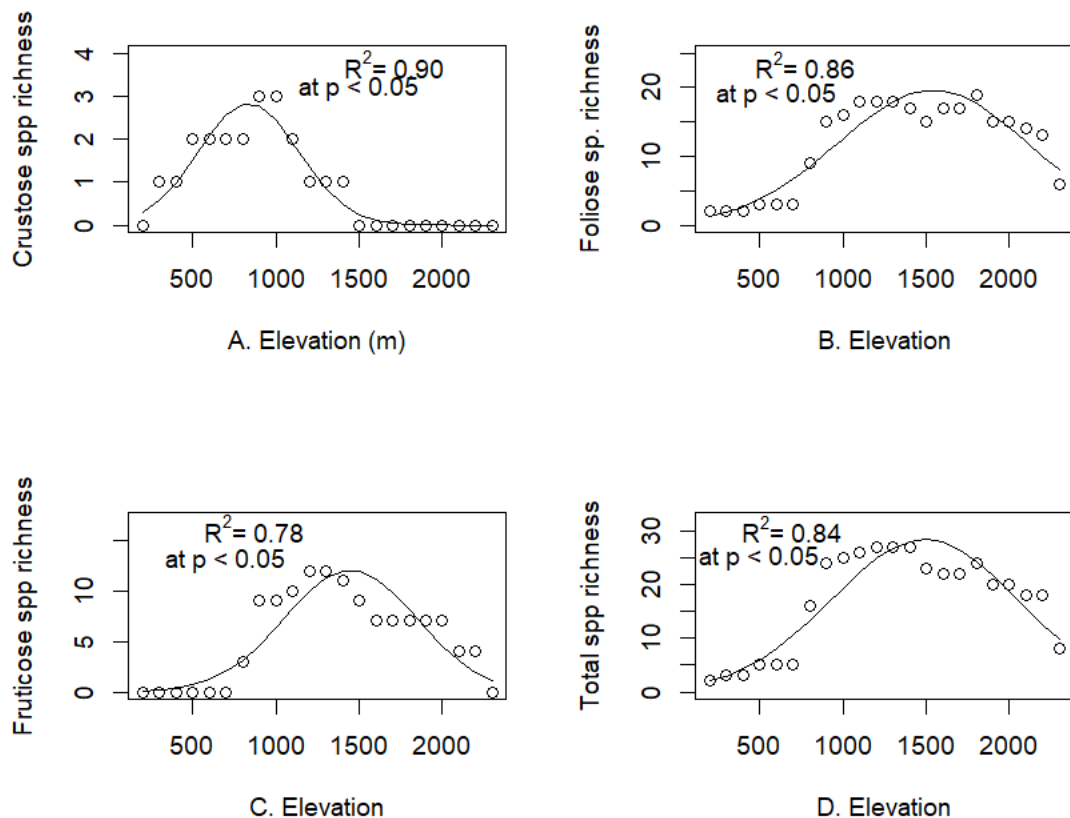 Crustose spp richness
4
3
2
1
0
R²= 0.90
at p < 0.05
500 1000 1500 2000
A. Elevation (m)
Foliose sp. richness
20
10
0
R²= 0.86
at p < 0.05
500 1000 1500 2000
B. Elevation
Fruticose spp richness
10
5
0
R²= 0.78
at p < 0.05
500 1000 1500 2000
C. Elevation
Total spp richness
30
20
10
0
R²= 0.84
at p < 0.05
500 1000 1500 2000
D. Elevation